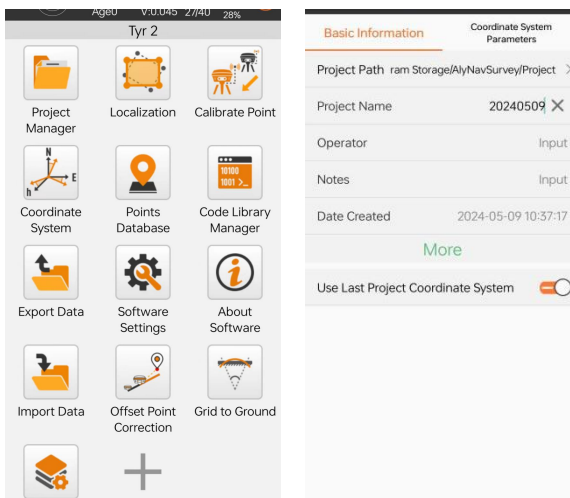 Age0 V:0.045 27/40 28%
Tyr 2
Project
Manager
Localization
Calibrate Point
N
E
h
Coordinate
System
Points
Database
10100
1001 >_
Code Library
Manager
Export Data
Software
Settings
About
Software
Import Data
Offset Point
Correction
Grid to Ground
Basic Information
Coordinate System
Parameters
Project Path ram Storage/AlyNavSurvey/Project >
Project Name 20240509
Operator Input
Notes Input
Date Created 2024-05-09 10:37:17
More
Use Last Project Coordinate System